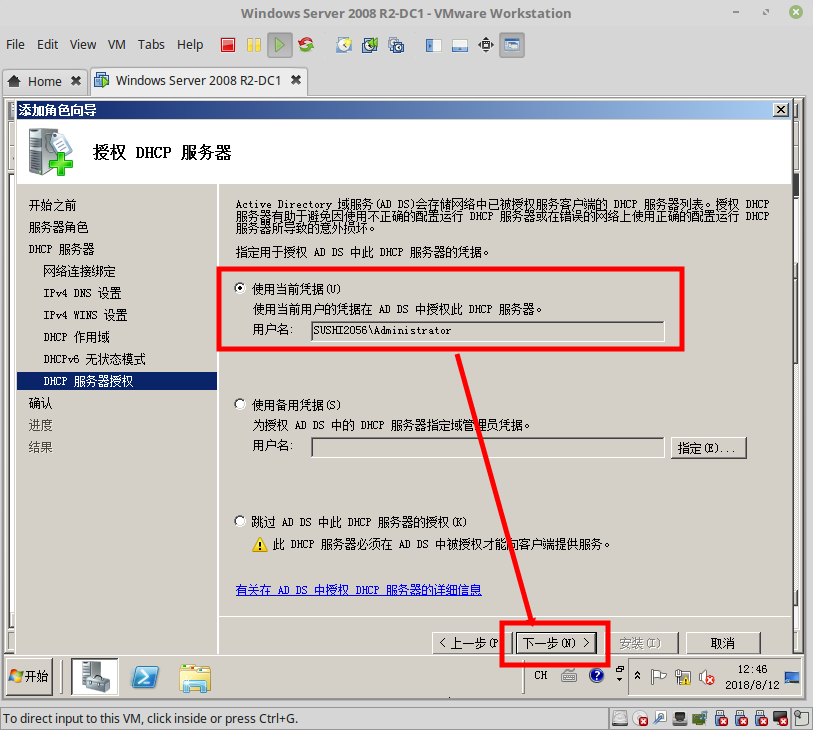 Windows Server 2008 R2-DC1 - VMware Workstation
File Edit View VM Tabs Help
Home
Windows Server 2008 R2-DC1
添加角色向导
授权 DHCP 服务器
开始之前
服务器角色
DHCP 服务器
网络连接绑定
IPv4 DNS 设置
IPv4 WINS 设置
DHCP 作用域
DHCPv6 无状态模式
DHCP 服务器授权
确认
进度
结果
Active Directory 域服务(AD DS)会存储网络中已被授权服务客户端的 DHCP 服务器列表。授权 DHCP
服务器有助于避免因使用不正确的配置运行 DHCP 服务器或在错误的网络上使用正确的配置运行 DHCP
服务器所导致的意外损坏。
指定用于授权 AD DS 中此 DHCP 服务器的凭据。
使用当前凭据(U)
使用当前用户的凭据在 AD DS 中授权此 DHCP 服务器。
用户名: SUSHI2056\Administrator
使用备用凭据(S)
为授权 AD DS 中的 DHCP 服务器指定域管理员凭据。
用户名:
指定(E)...
跳过 AD DS 中此 DHCP 服务器的授权(K)
此 DHCP 服务器必须在 AD DS 中被授权才能向客户端提供服务。
有关在 AD DS 中授权 DHCP 服务器的详细信息
< 上一步(P
下一步(N) >
安装(I)
取消
开始
CH
12:46
2018/8/12
To direct input to this VM, click inside or press Ctrl+G.